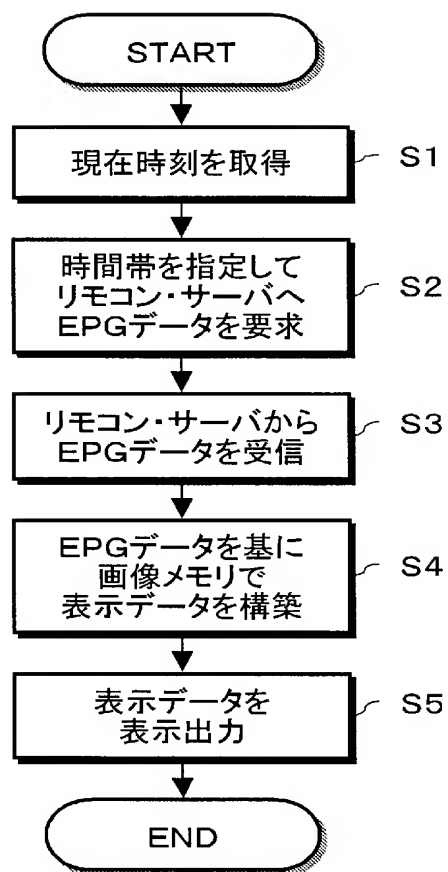 START
現在時刻を取得
S1
時間帯を指定して
リモコン・サーバへ
EPGデータを要求
S2
リモコン・サーバから
EPGデータを受信
S3
EPGデータを基に
画像メモリで
表示データを構築
S4
表示データを
表示出力
S5
END